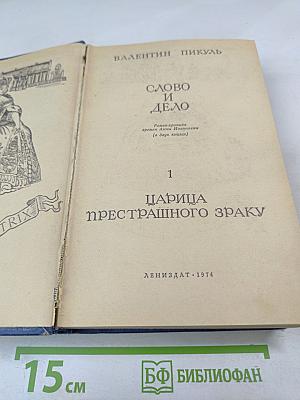 ВАЛЕНТИН ПИКУЛЬ
СЛОВО
И
ДЕЛО
Роман-хроника
времен Анны Иоанновны
(в двух книгах)
1
ЦАРИЦА
ПРЕСТРАШНОГО ЗРАКУ
ЛЕНИЗДАТ • 1974
TRIX
15 см
БФ БИБЛИОФАН